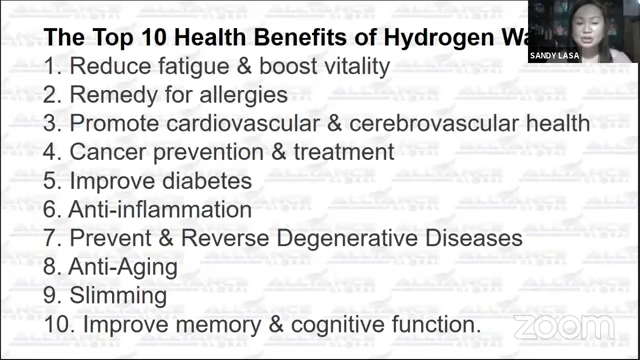 The Top 10 Health Benefits of Hydrogen Wa
SANDY LASA
1. Reduce fatigue & boost vitality
2. Remedy for allergies
3. Promote cardiovascular & cerebrovascular health
4. Cancer prevention & treatment
5. Improve diabetes
6. Anti-inflammation
7. Prevent & Reverse Degenerative Diseases
8. Anti-Aging
9. Slimming
10. Improve memory & cognitive function.
zoom